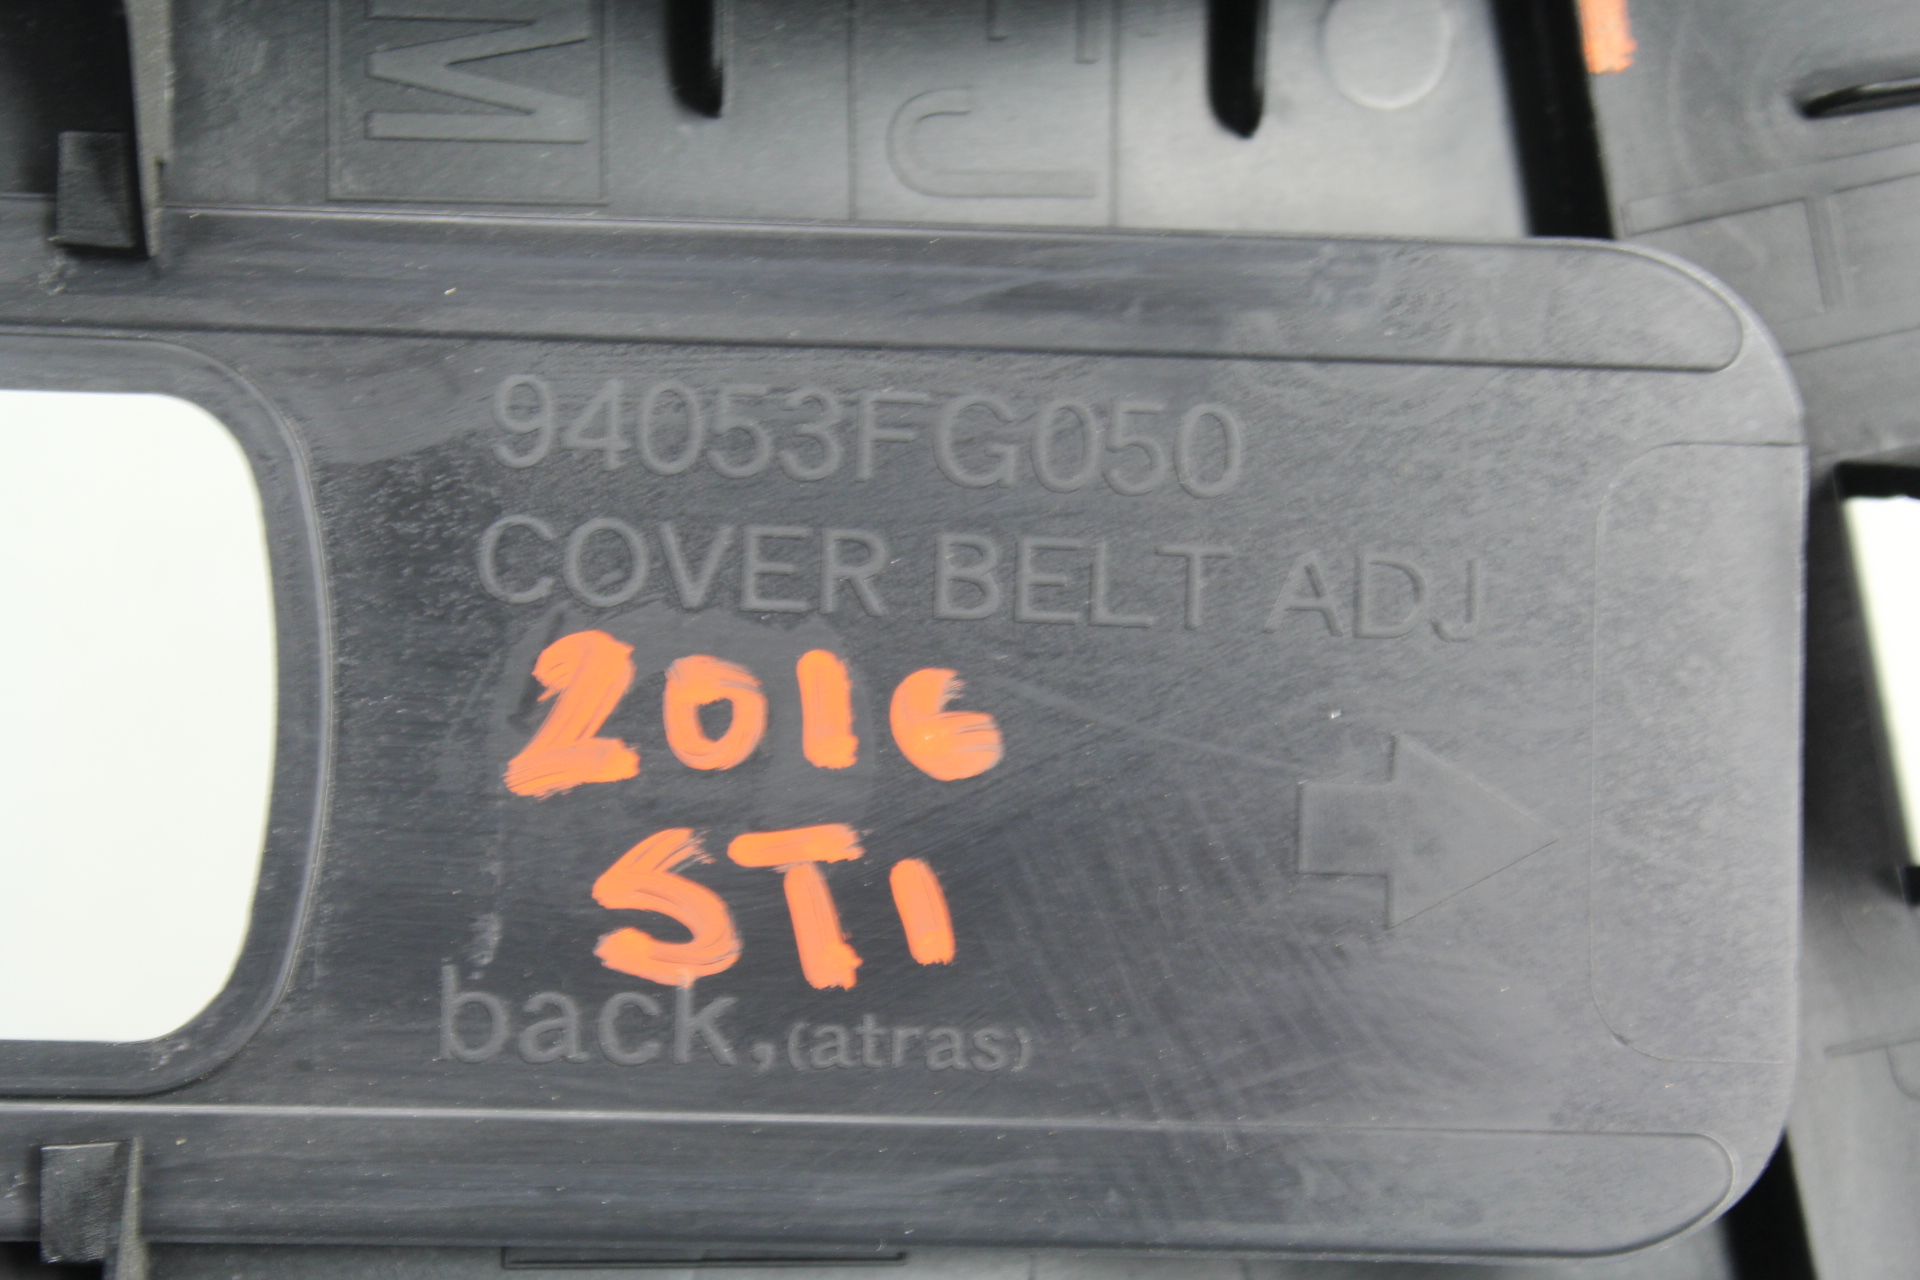 94053FG050
COVER BELT ADJ
2016
STI
back, (atras)